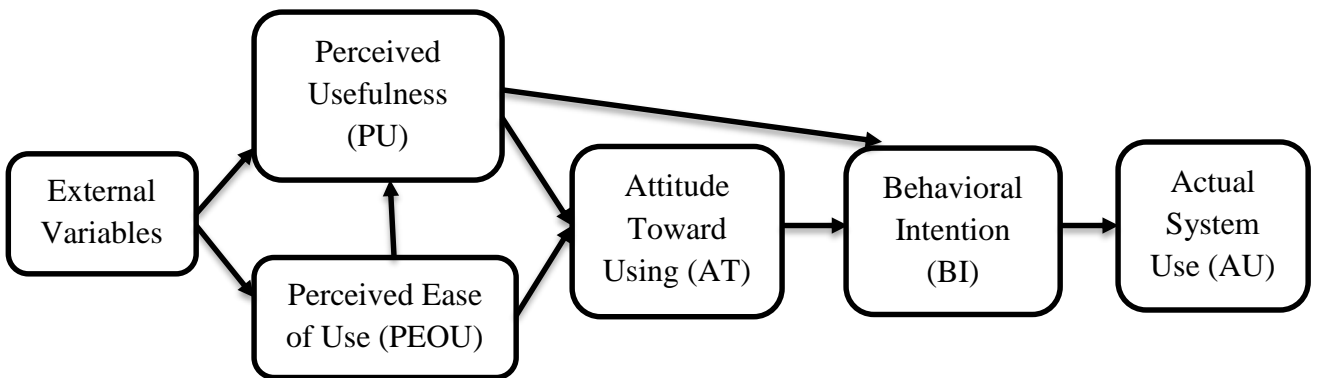 External
Variables
Perceived
Usefulness
(PU)
Perceived Ease
of Use (PEOU)
Attitude
Toward
Using (AT)
Behavioral
Intention
(BI)
Actual
System
Use (AU)